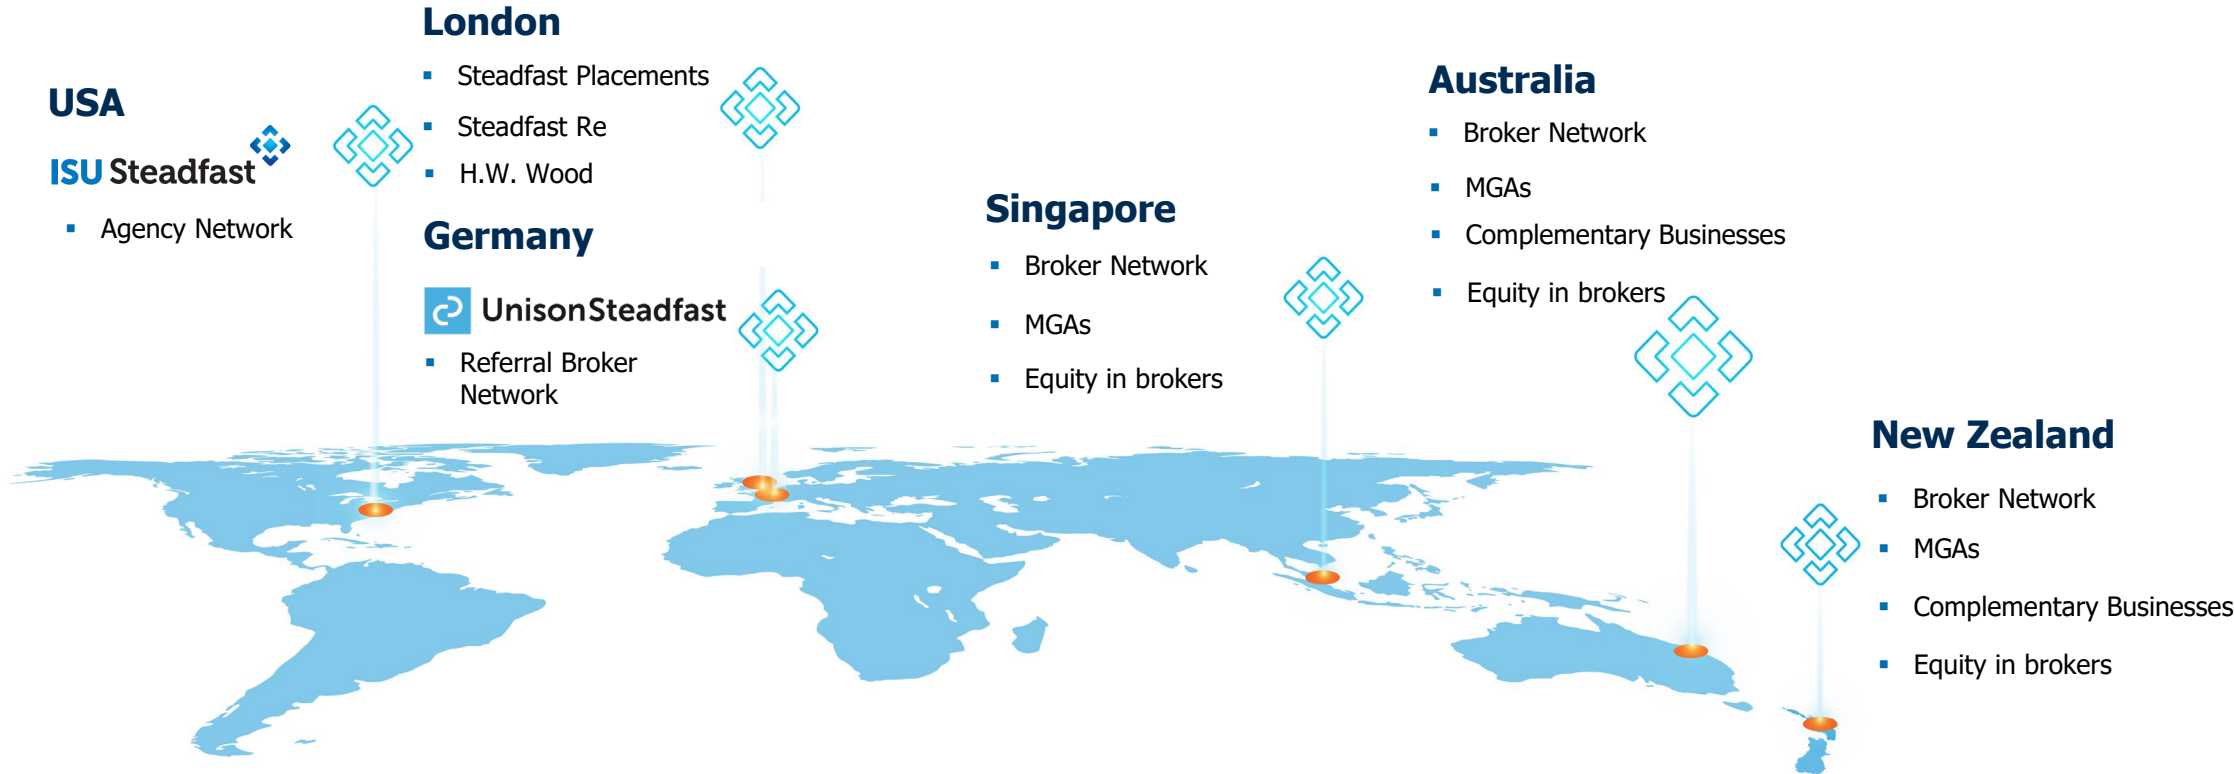 USA
ISU Steadfast
▪ Agency Network
London
▪ Steadfast Placements
▪ Steadfast Re
▪ H.W. Wood
Germany
UnisonSteadfast
▪ Referral Broker
Network
Singapore
▪ Broker Network
▪ MGAs
▪ Equity in brokers
Australia
▪ Broker Network
▪ MGAs
▪ Complementary Businesses
▪ Equity in brokers
New Zealand
▪ Broker Network
▪ MGAs
▪ Complementary Businesses
▪ Equity in brokers